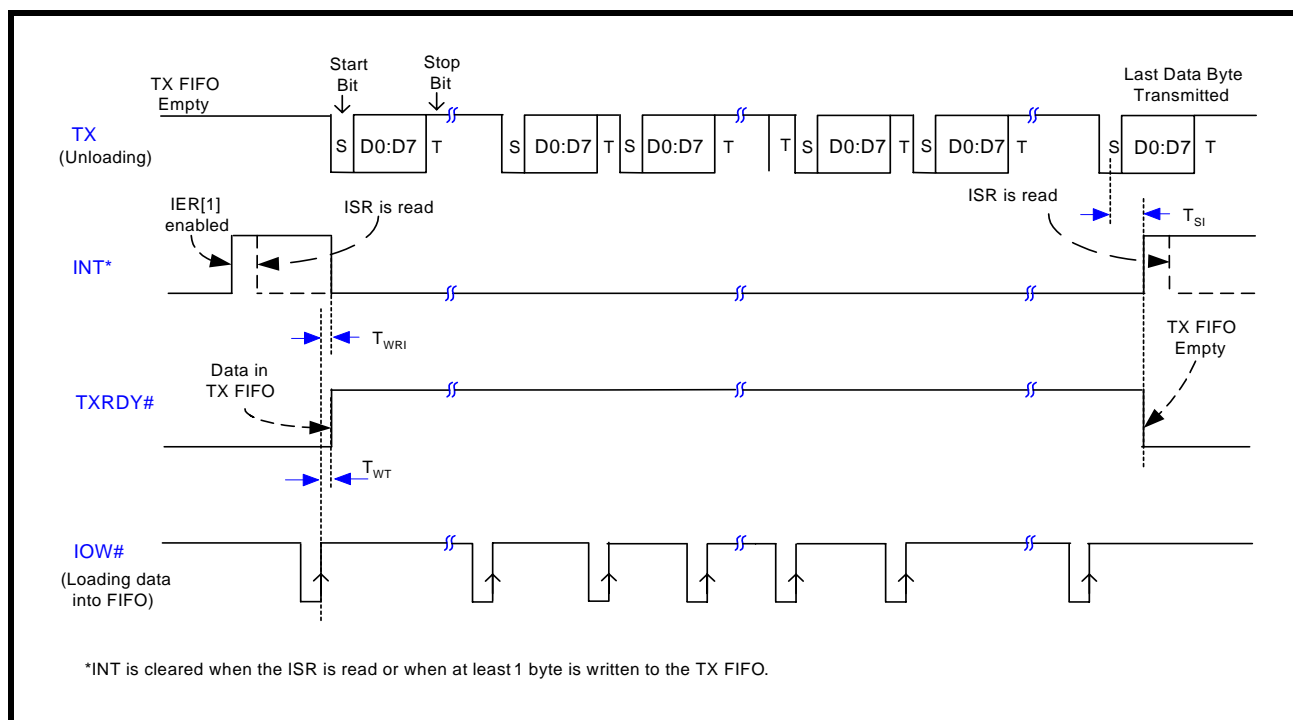 TX FIFO
Empty
Start
Bit
Stop
Bit
Last Data Byte
Transmitted
TX
(Unloading)
S D0:D7 T S D0:D7 T S D0:D7 T T S D0:D7 T S D0:D7 T S D0:D7 T
IER[1]
enabled
ISR is read
ISR is read
TSI
INT*
TWRI
TX FIFO
Empty
Data in
TX FIFO
TXRDY#
TWT
IOW#
(Loading data
into FIFO)
*INT is cleared when the ISR is read or when at least 1 byte is written to the TX FIFO.